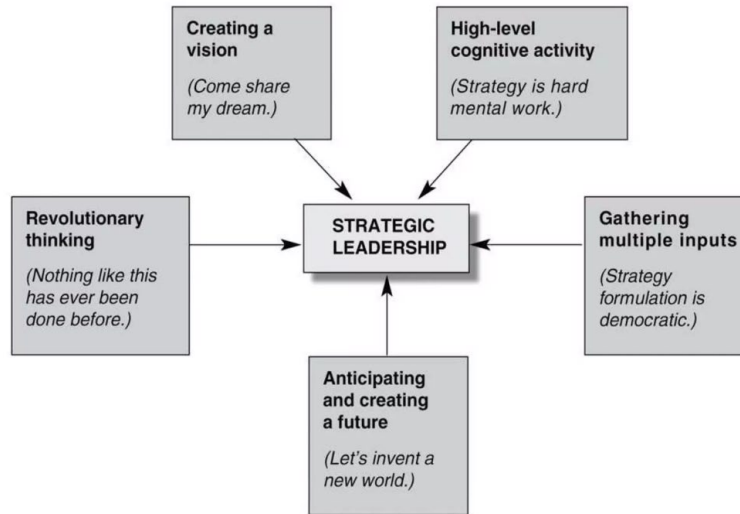 Creating a
vision
(Come share
my dream.)
High-level
cognitive activity
(Strategy is hard
mental work.)
Revolutionary
thinking
(Nothing like this
has ever been
done before.)
STRATEGIC
LEADERSHIP
Gathering
multiple inputs
(Strategy
formulation is
democratic.)
Anticipating
and creating
a future
(Let's invent a
new world.)